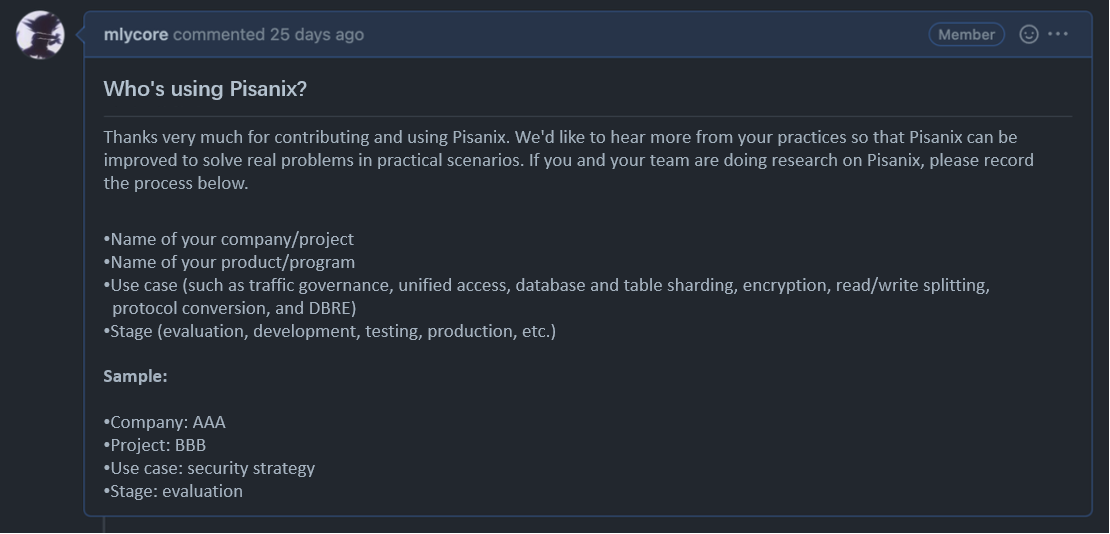 mlycore commented 25 days ago
Member
Who's using Pisanix?
Thanks very much for contributing and using Pisanix. We'd like to hear more from your practices so that Pisanix can be
improved to solve real problems in practical scenarios. If you and your team are doing research on Pisanix, please record
the process below.
•Name of your company/project
•Name of your product/program
•Use case (such as traffic governance, unified access, database and table sharding, encryption, read/write splitting,
protocol conversion, and DBRE)
•Stage (evaluation, development, testing, production, etc.)
Sample:
•Company: AAA
•Project: BBB
•Use case: security strategy
•Stage: evaluation